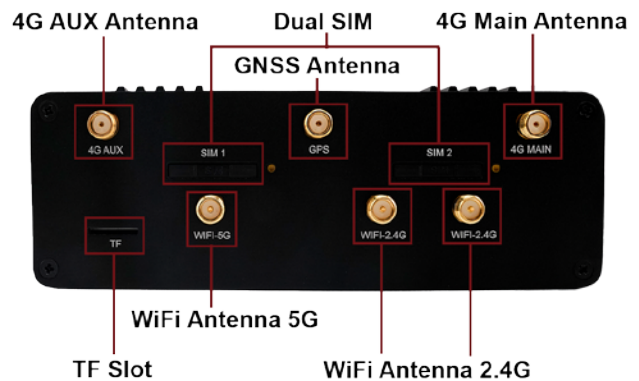 4G AUX Antenna
Dual SIM
4G Main Antenna
GNSS Antenna
4G AUX
SIM 1
GPS
SIM 2
4G MAIN
WIFI-5G
WIFI-2.4G
WIFI-2.4G
TF
WiFi Antenna 5G
TF Slot
WiFi Antenna 2.4G